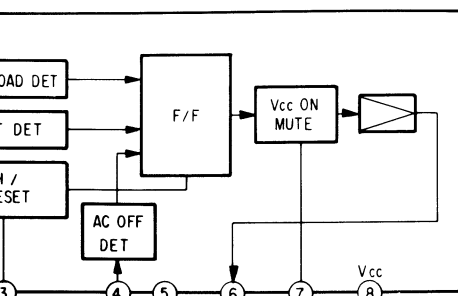 OAD DET
F/F
Vcc ON
MUTE
T DET
/
ESET
AC OFF
DET
Vcc
3
4
5
6
7
8